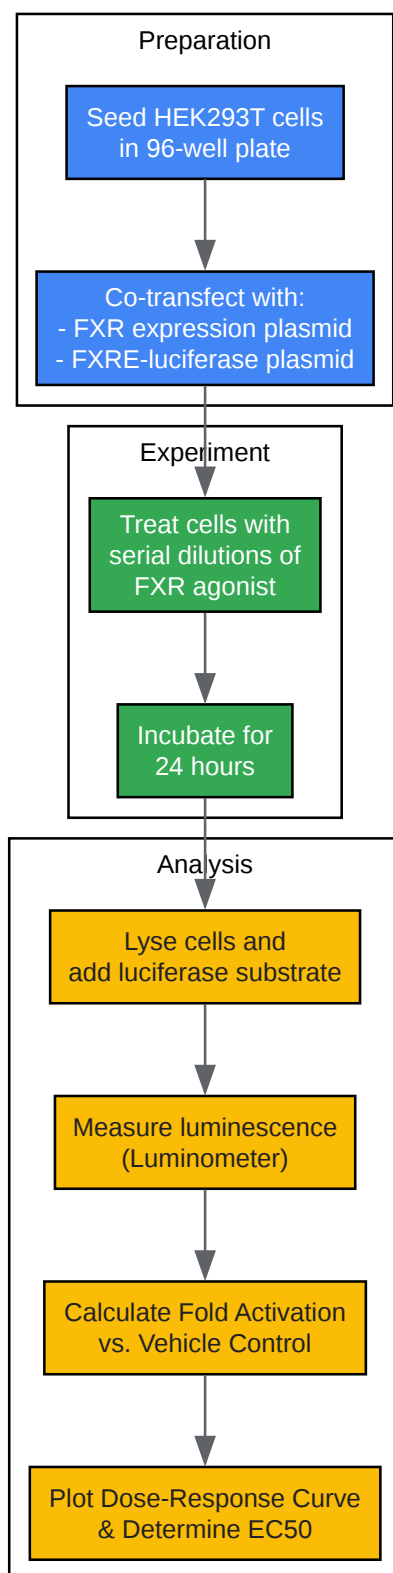 Preparation
Seed HEK293T cells
in 96-well plate
Co-transfect with:
- FXR expression plasmid
- FXRE-luciferase plasmid
Experiment
Treat cells with
serial dilutions of
FXR agonist
Incubate for
24 hours
Analysis
Lyse cells and
add luciferase substrate
Measure luminescence
(Luminometer)
Calculate Fold Activation
vs. Vehicle Control
Plot Dose-Response Curve
& Determine EC50